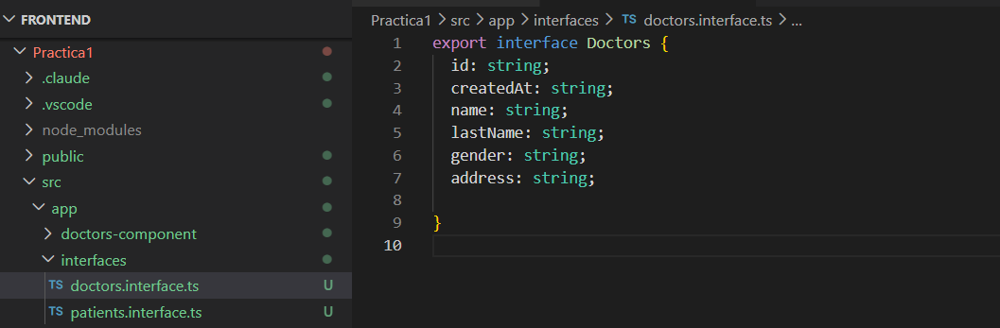 FRONTEND
Practica1
.claude
.vscode
node_modules
public
src
app
doctors-component
interfaces
TS doctors.interface.ts U
TS patients.interface.ts U
Practica1 > src > app > interfaces > TS doctors.interface.ts > ...
1 export interface Doctors {
2 id: string;
3 createdAt: string;
4 name: string;
5 lastName: string;
6 gender: string;
7 address: string;
8
9 }
10